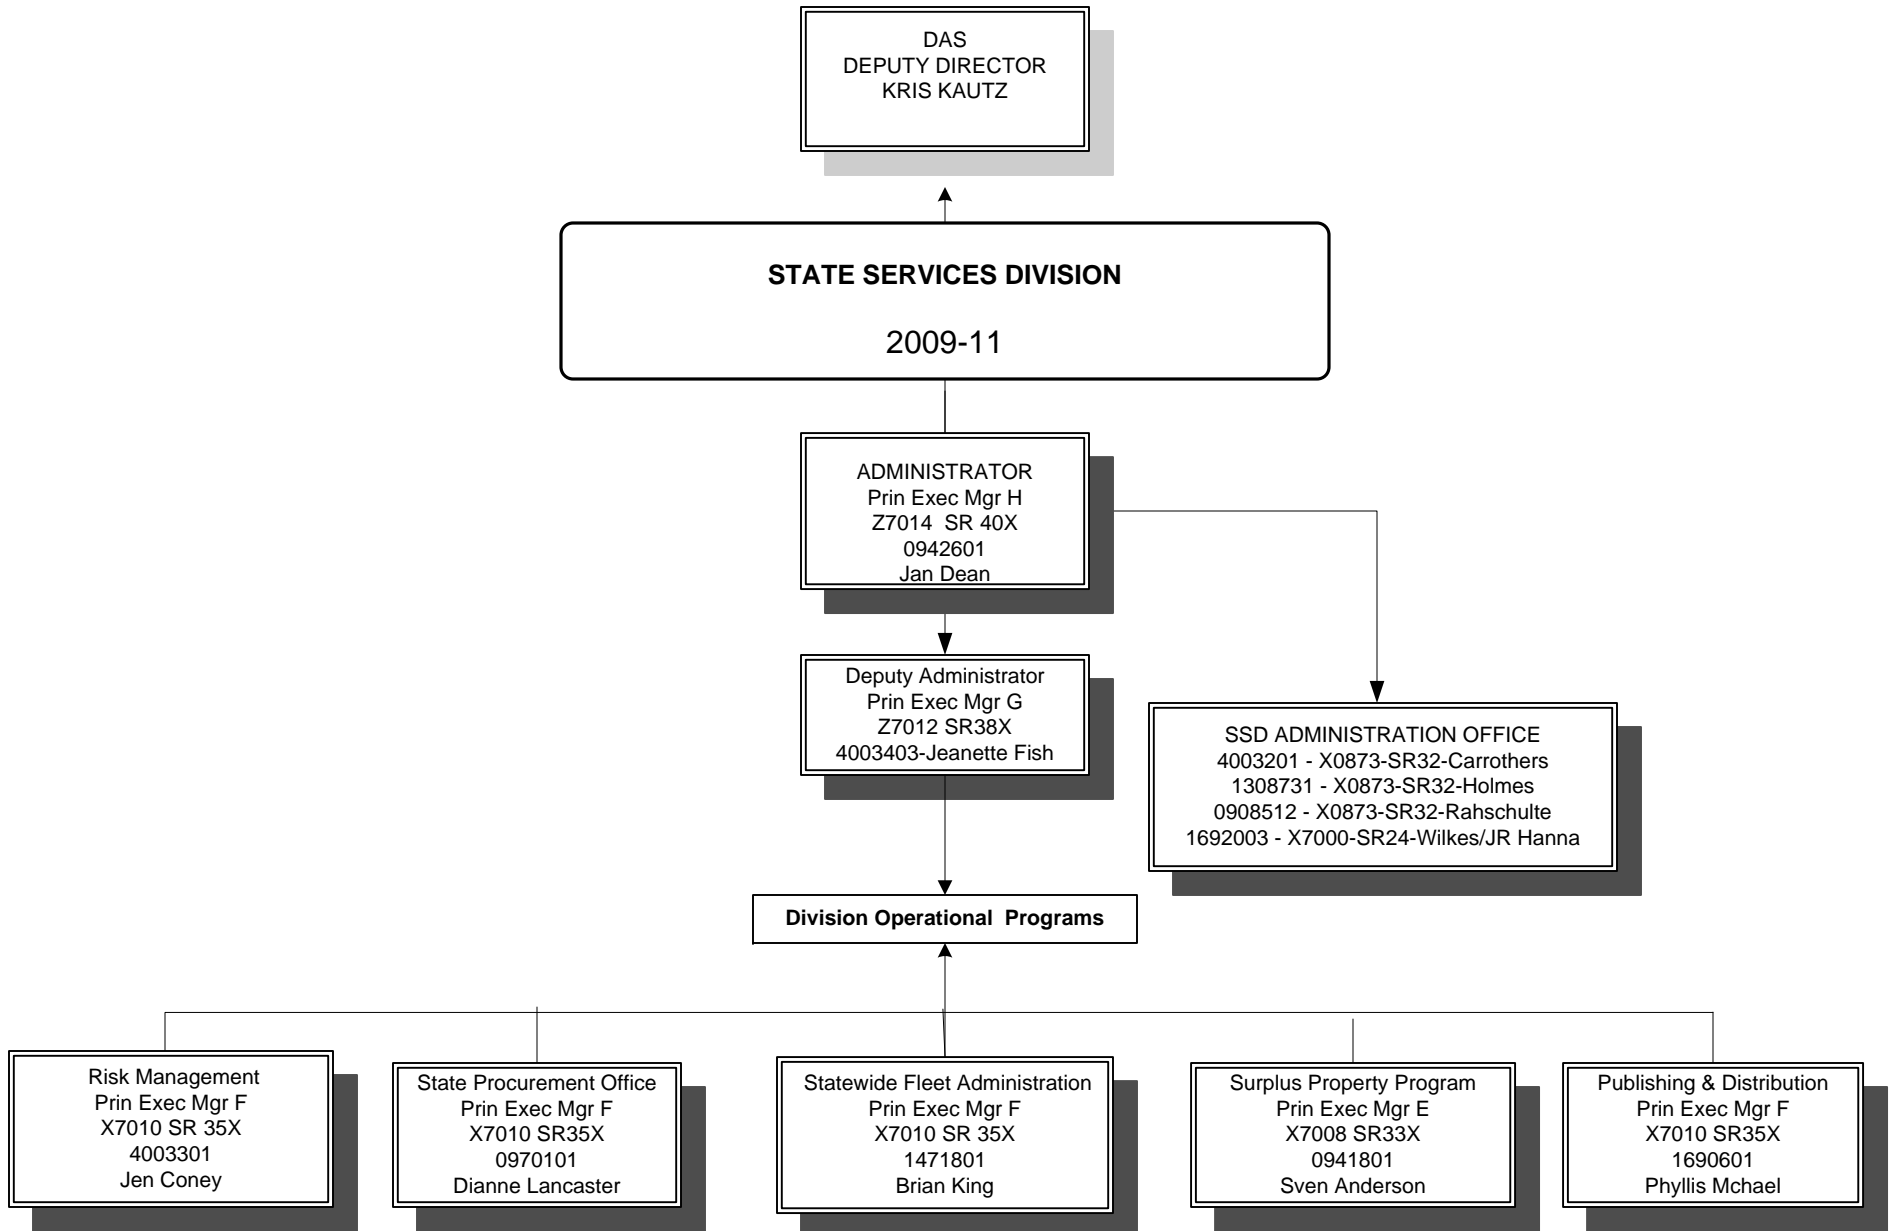 DAS
DEPUTY DIRECTOR
KRIS KAUTZ
STATE SERVICES DIVISION
2009-11
ADMINISTRATOR
Prin Exec Mgr H
Z7014  SR 40X
0942601
Jan Dean
Deputy Administrator
Prin Exec Mgr G
Z7012 SR38X
4003403-Jeanette Fish
SSD ADMINISTRATION OFFICE
4003201 - X0873-SR32-Carrothers
1308731 - X0873-SR32-Holmes
0908512 - X0873-SR32-Rahschulte
1692003 - X7000-SR24-Wilkes/JR Hanna
Division Operational  Programs
Risk Management
Prin Exec Mgr F
X7010 SR 35X
4003301
Jen Coney
State Procurement Office
Prin Exec Mgr F
X7010 SR35X
0970101
Dianne Lancaster
Statewide Fleet Administration
Prin Exec Mgr F
X7010 SR 35X
1471801
Brian King
Surplus Property Program
Prin Exec Mgr E
X7008 SR33X
0941801
Sven Anderson
Publishing & Distribution
Prin Exec Mgr F
X7010 SR35X
1690601
Phyllis Mchael